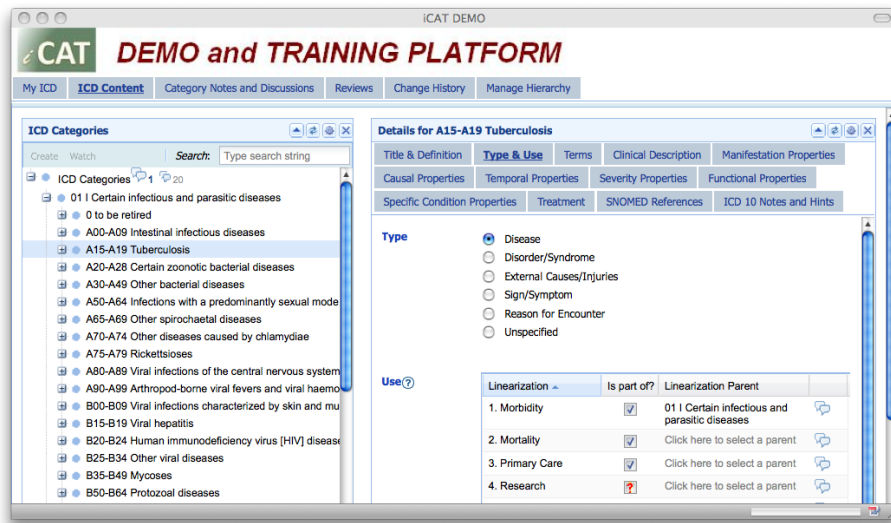 iCAT DEMO
iCAT DEMO and TRAINING PLATFORM
My ICD ICD Content Category Notes and Discussions Reviews Change History Manage Hierarchy
ICD Categories
Create Watch Search: Type search string
ICD Categories 1 20
01 I Certain infectious and parasitic diseases
0 to be retired
A00-A09 Intestinal infectious diseases
A15-A19 Tuberculosis
A20-A28 Certain zoonotic bacterial diseases
A30-A49 Other bacterial diseases
A50-A64 Infections with a predominantly sexual mode
A65-A69 Other spirochaetal diseases
A70-A74 Other diseases caused by chlamydiae
A75-A79 Rickettsioses
A80-A89 Viral infections of the central nervous system
A90-A99 Arthropod-borne viral fevers and viral haemo
B00-B09 Viral infections characterized by skin and mu
B15-B19 Viral hepatitis
B20-B24 Human immunodeficiency virus [HIV] disease
B25-B34 Other viral diseases
B35-B49 Mycoses
B50-B64 Protozoal diseases
Details for A15-A19 Tuberculosis
Title & Definition Type & Use Terms Clinical Description Manifestation Properties
Causal Properties Temporal Properties Severity Properties Functional Properties
Specific Condition Properties Treatment SNOMED References ICD 10 Notes and Hints
Type
Disease
Disorder/Syndrome
External Causes/Injuries
Sign/Symptom
Reason for Encounter
Unspecified
Use ?
Linearization Is part of? Linearization Parent
1. Morbidity 01 I Certain infectious and
parasitic diseases
2. Mortality Click here to select a parent
3. Primary Care Click here to select a parent
4. Research ? Click here to select a parent